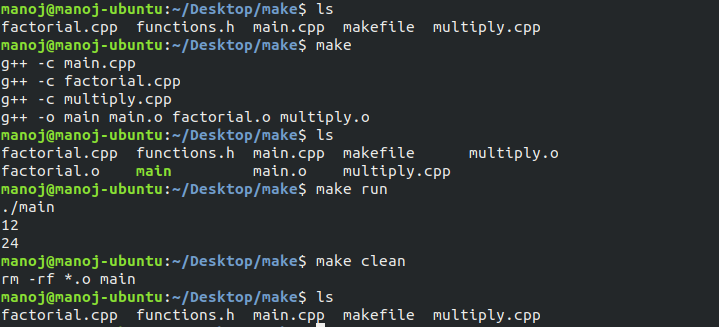 manoj@manoj-ubuntu:~/Desktop/make$ ls
factorial.cpp  functions.h  main.cpp  makefile  multiply.cpp
manoj@manoj-ubuntu:~/Desktop/make$ make
g++ -c main.cpp
g++ -c factorial.cpp
g++ -c multiply.cpp
g++ -o main main.o factorial.o multiply.o
manoj@manoj-ubuntu:~/Desktop/make$ ls
factorial.cpp  functions.h  main.cpp  makefile      multiply.o
factorial.o    main         main.o    multiply.cpp
manoj@manoj-ubuntu:~/Desktop/make$ make run
./main
12
24
manoj@manoj-ubuntu:~/Desktop/make$ make clean
rm -rf *.o main
manoj@manoj-ubuntu:~/Desktop/make$ ls
factorial.cpp  functions.h  main.cpp  makefile  multiply.cpp